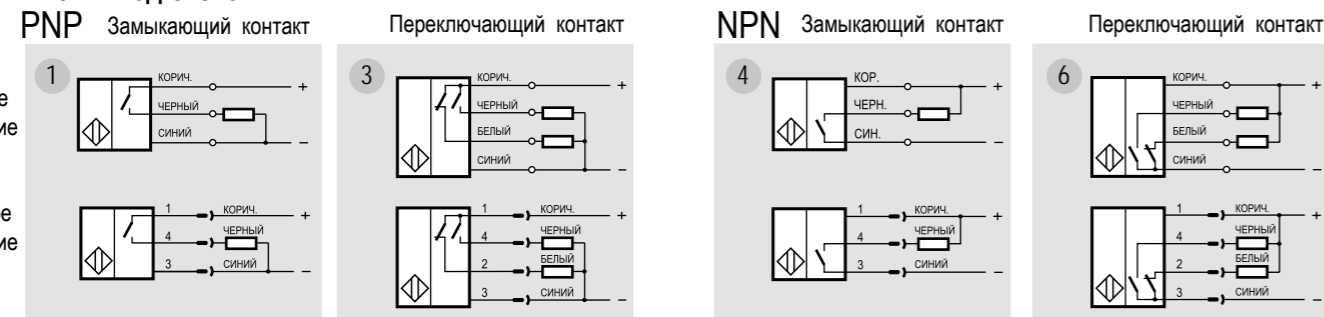 PNP Замыкающий контакт
Переключающий контакт
NPN Замыкающий контакт
Переключающий контакт
1
КОРИЧ.
+
ЧЕРНЫЙ
СИНИЙ
–
1
КОРИЧ.
+
4
ЧЕРНЫЙ
3
СИНИЙ
–
3
КОРИЧ.
+
ЧЕРНЫЙ
БЕЛЫЙ
СИНИЙ
–
1
КОРИЧ.
+
4
ЧЕРНЫЙ
2
БЕЛЫЙ
3
СИНИЙ
–
4
КОР.
+
ЧЕРН.
СИН.
–
1
КОРИЧ.
+
4
ЧЕРНЫЙ
3
СИНИЙ
–
6
КОРИЧ.
+
ЧЕРНЫЙ
БЕЛЫЙ
СИНИЙ
–
1
КОРИЧ.
+
4
ЧЕРНЫЙ
2
БЕЛЫЙ
3
СИНИЙ
–